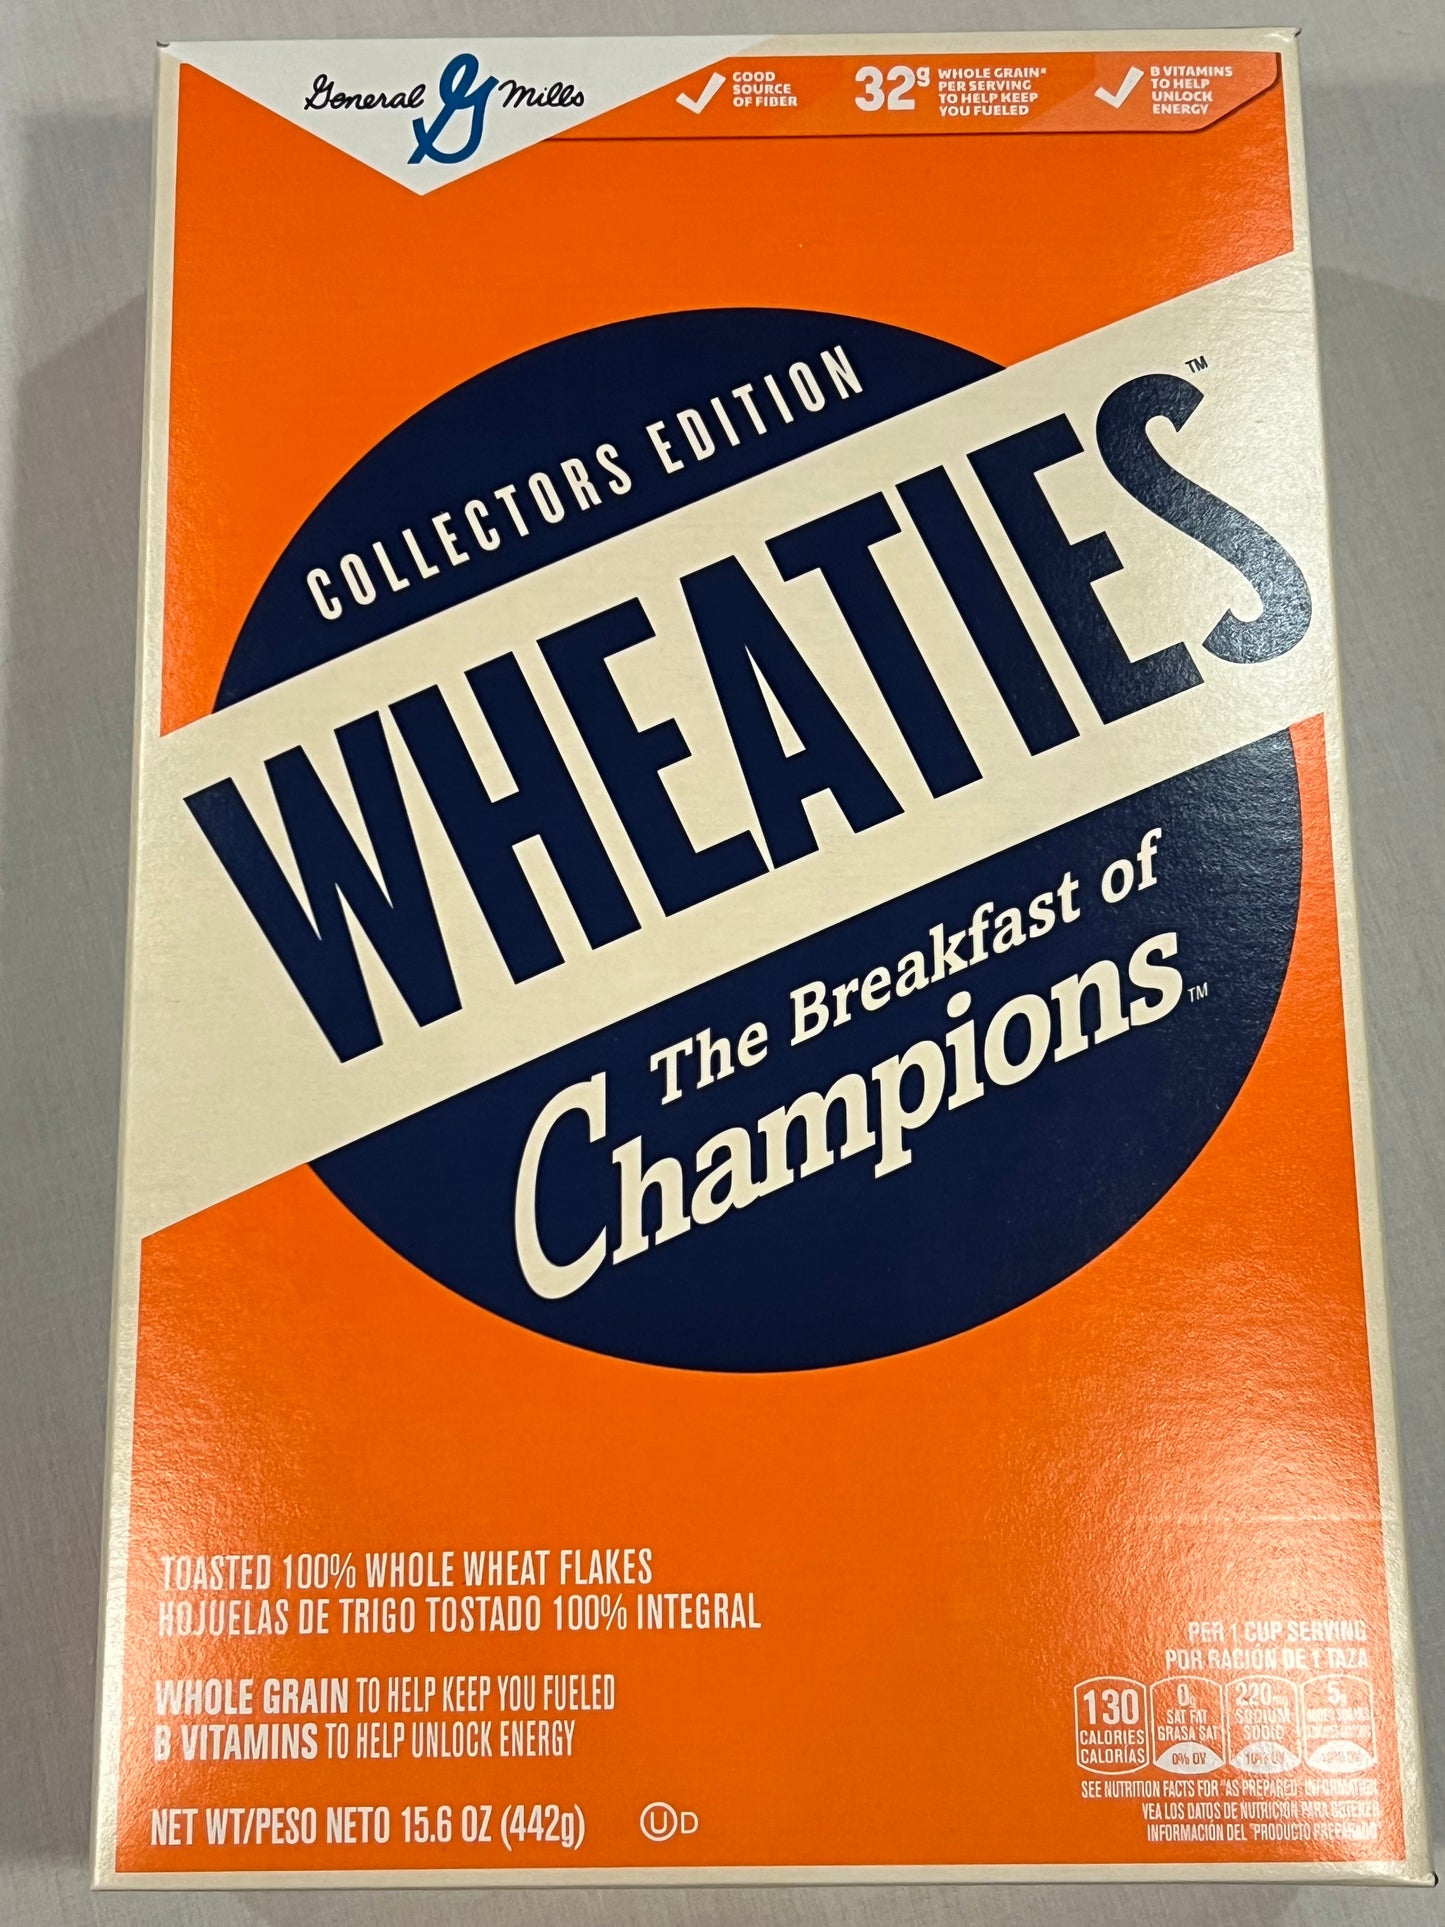 General Mills
GOOD
SOURCE
OF FIBER
32g
WHOLE GRAIN*
PER SERVING
TO HELP KEEP
YOU FUELED
B VITAMINS
TO HELP
UNLOCK
ENERGY
COLLECTORS EDITION
WHEATIES™
The Breakfast of
Champions™
TOASTED 100% WHOLE WHEAT FLAKES
HOJUELAS DE TRIGO TOSTADO 100% INTEGRAL
WHOLE GRAIN TO HELP KEEP YOU FUELED
B VITAMINS TO HELP UNLOCK ENERGY
NET WT/PESO NETO 15.6 OZ (442g)
U D
PER 1 CUP SERVING
POR RACIÓN DE 1 TAZA
130
CALORIES
CALORÍAS
0g
SAT FAT
GRASA SAT
0% DV
220mg
SODIUM
SODIO
10% DV
5g
SEE NUTRITION FACTS FOR "AS PREPARED" INFORMATION
VEA LOS DATOS DE NUTRICIÓN PARA OBTENER
INFORMACIÓN DEL "PRODUCTO PREPARADO"